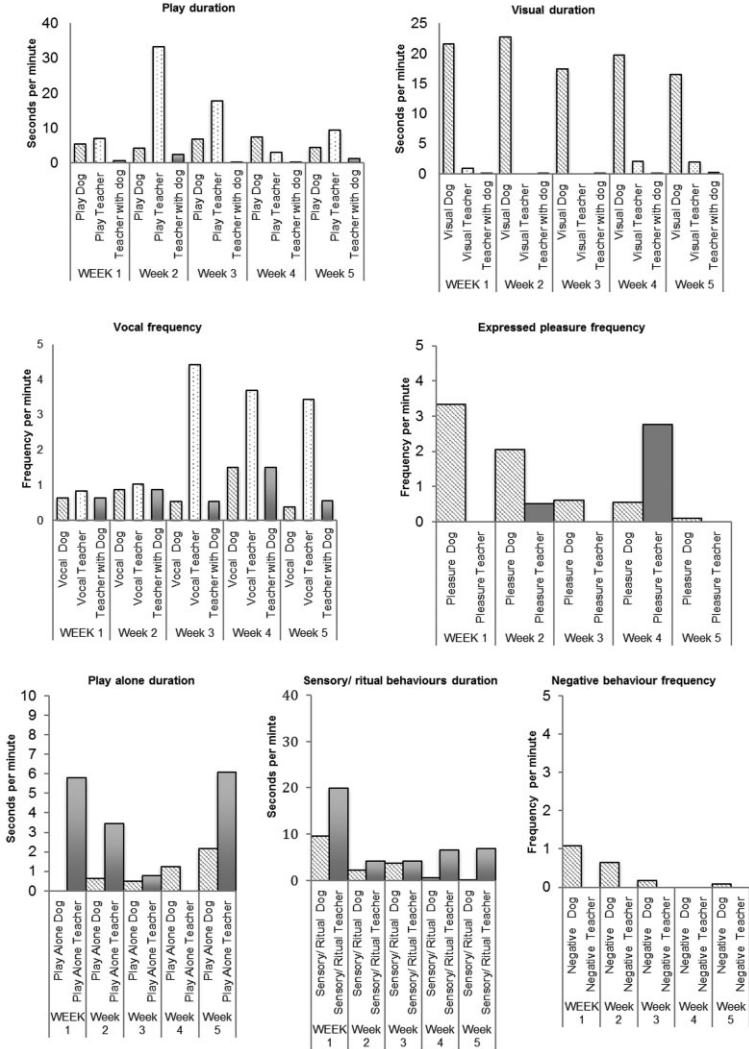 Play duration
Seconds per minute
40
30
20
10
0
Play Dog
Play Teacher
Teacher with dog
Play Dog
Play Teacher
Teacher with dog
Play Dog
Play Teacher
Teacher with dog
Play Dog
Play Teacher
Teacher with dog
Play Dog
Play Teacher
Teacher with dog
WEEK 1 Week 2 Week 3 Week 4 Week 5
Visual duration
Seconds per minute
25
20
15
10
5
0
Visual Dog
Visual Teacher
Teacher with dog
Visual Dog
Visual Teacher
Teacher with dog
Visual Dog
Visual Teacher
Teacher with dog
Visual Dog
Visual Teacher
Teacher with dog
Visual Dog
Visual Teacher
Teacher with dog
WEEK 1 Week 2 Week 3 Week 4 Week 5
Vocal frequency
Frequency per minute
5
4
3
2
1
0
Vocal Dog
Vocal Teacher
Teacher with Dog
Vocal Dog
Vocal Teacher
Teacher with Dog
Vocal Dog
Vocal Teacher
Teacher with Dog
Vocal Dog
Vocal Teacher
Teacher with Dog
Vocal Dog
Vocal Teacher
Teacher with Dog
WEEK 1 Week 2 Week 3 Week 4 Week 5
Expressed pleasure frequency
Frequency per minute
5
4
3
2
1
0
Pleasure Dog
Pleasure Teacher
Pleasure Dog
Pleasure Teacher
Pleasure Dog
Pleasure Teacher
Pleasure Dog
Pleasure Teacher
Pleasure Dog
Pleasure Teacher
WEEK 1 Week 2 Week 3 Week 4 Week 5
Play alone duration
Seconds per minute
10
9
8
7
6
5
4
3
2
1
0
Play Alone Dog
Play Alone Teacher
Play Alone Dog
Play Alone Teacher
Play Alone Dog
Play Alone Teacher
Play Alone Dog
Play Alone Teacher
Play Alone Dog
Play Alone Teacher
WEEK Week Week Week Week
1 2 3 4 5
Sensory/ ritual behaviours duration
Seconds per minte
40
30
20
10
0
Sensory/ Ritual Dog
Sensory/ Ritual Teacher
Sensory/ Ritual Dog
Sensory/ Ritual Teacher
Sensory/ Ritual Dog
Sensory/ Ritual Teacher
Sensory/ Ritual Dog
Sensory/ Ritual Teacher
Sensory/ Ritual Dog
Sensory/ Ritual Teacher
WEEK Week Week Week Week
1 2 3 4 5
Negative behaviour frequency
Frequency per minute
5
4
3
2
1
0
Negative Dog
Negative Teacher
Negative Dog
Negative Teacher
Negative Dog
Negative Teacher
Negative Dog
Negative Teacher
Negative Dog
Negative Teacher
WEEK Week Week Week Week
1 2 3 4 5